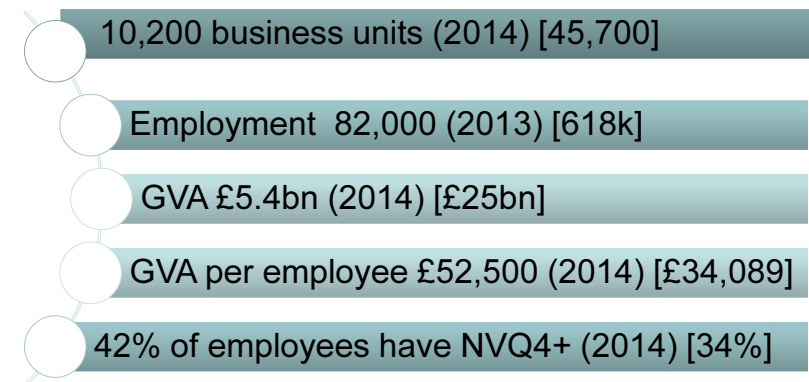 10,200 business units (2014) [45,700]
Employment 82,000 (2013) [618k]
GVA £5.4bn (2014) [£25bn]
GVA per employee £52,500 (2014) [£34,089]
42% of employees have NVQ4+ (2014) [34%]